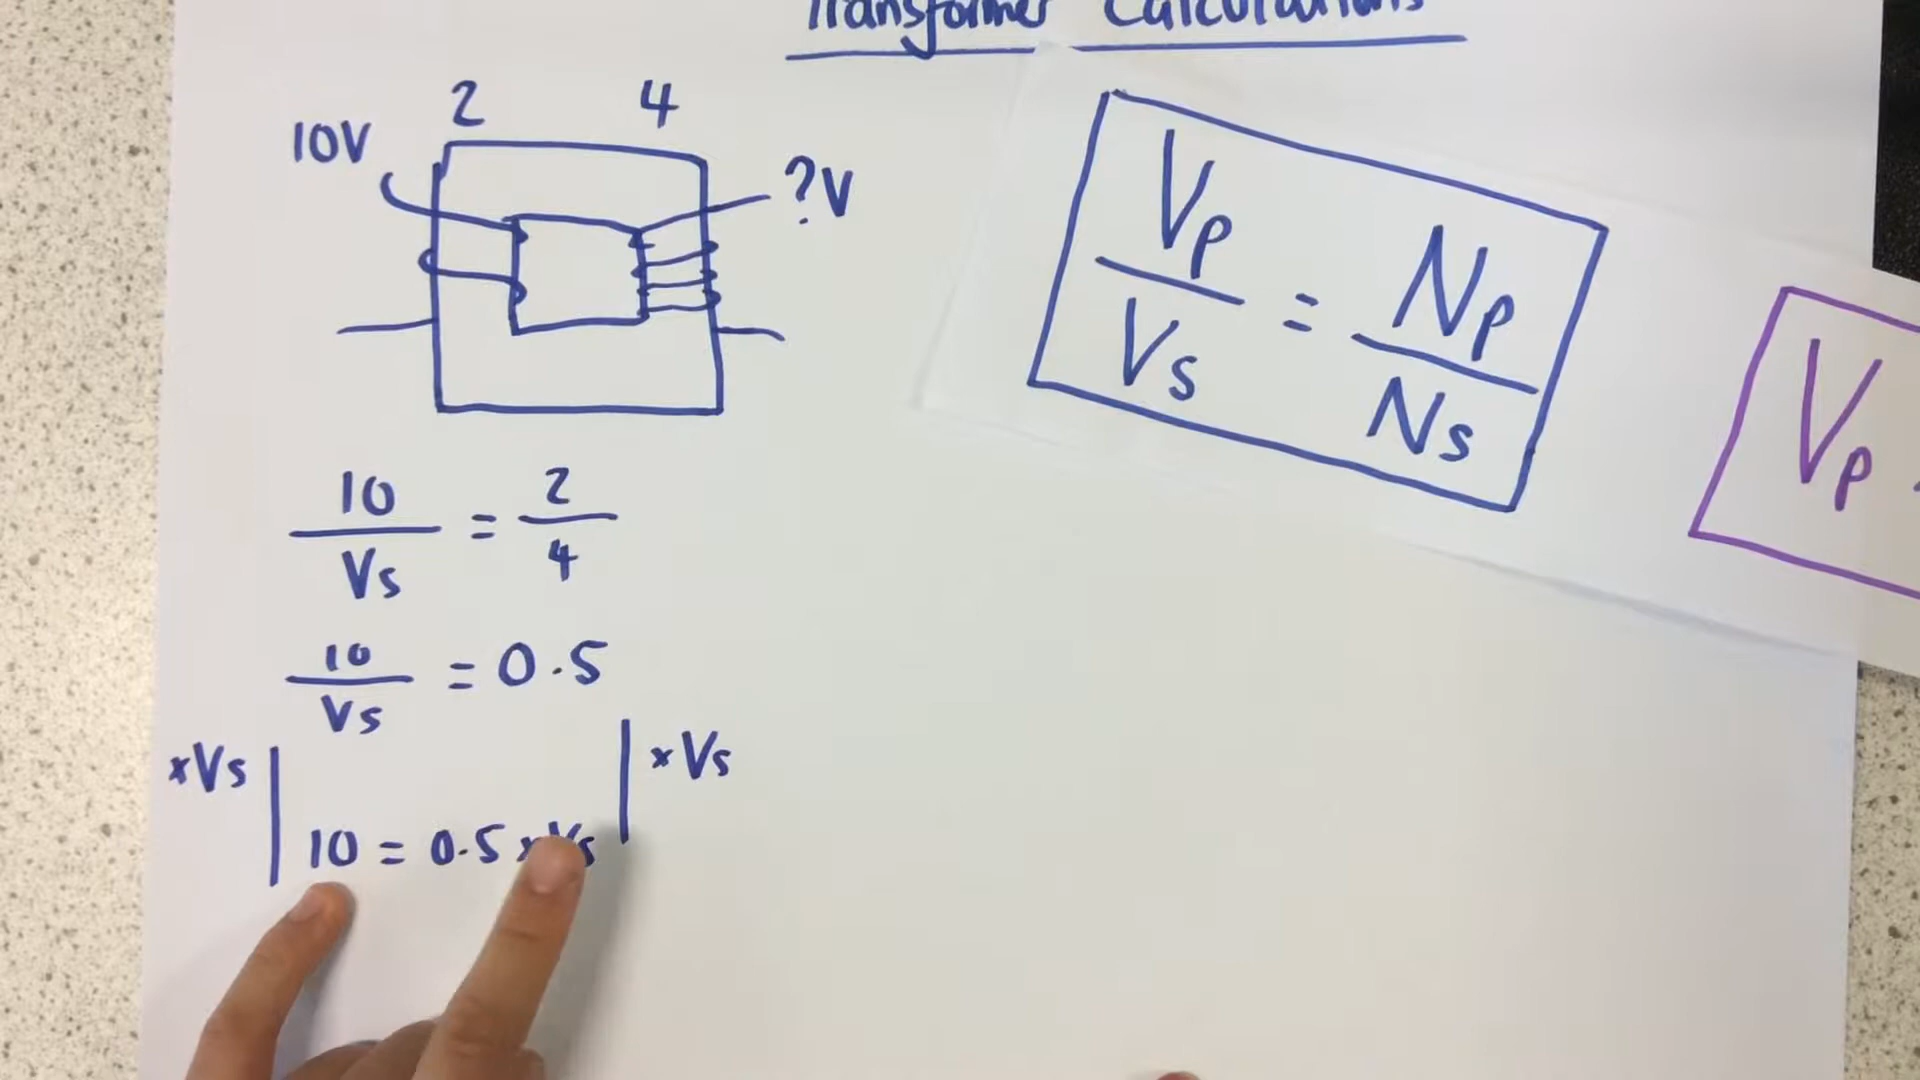 Transformer Calculations
2 4
10V
?V
Vp/Vs = Np/Ns
Vp
10/Vs = 2/4
10/Vs = 0.5
×Vs ×Vs
10 = 0.5 × Vs